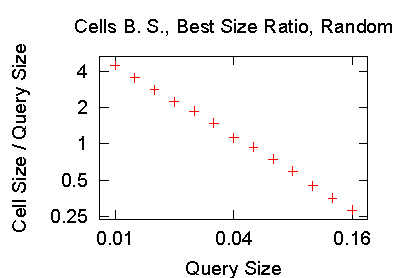 Cells B. S., Best Size Ratio, Random
Cell Size / Query Size
4
2
1
0.5
0.25
0.01 0.04 0.16
Query Size